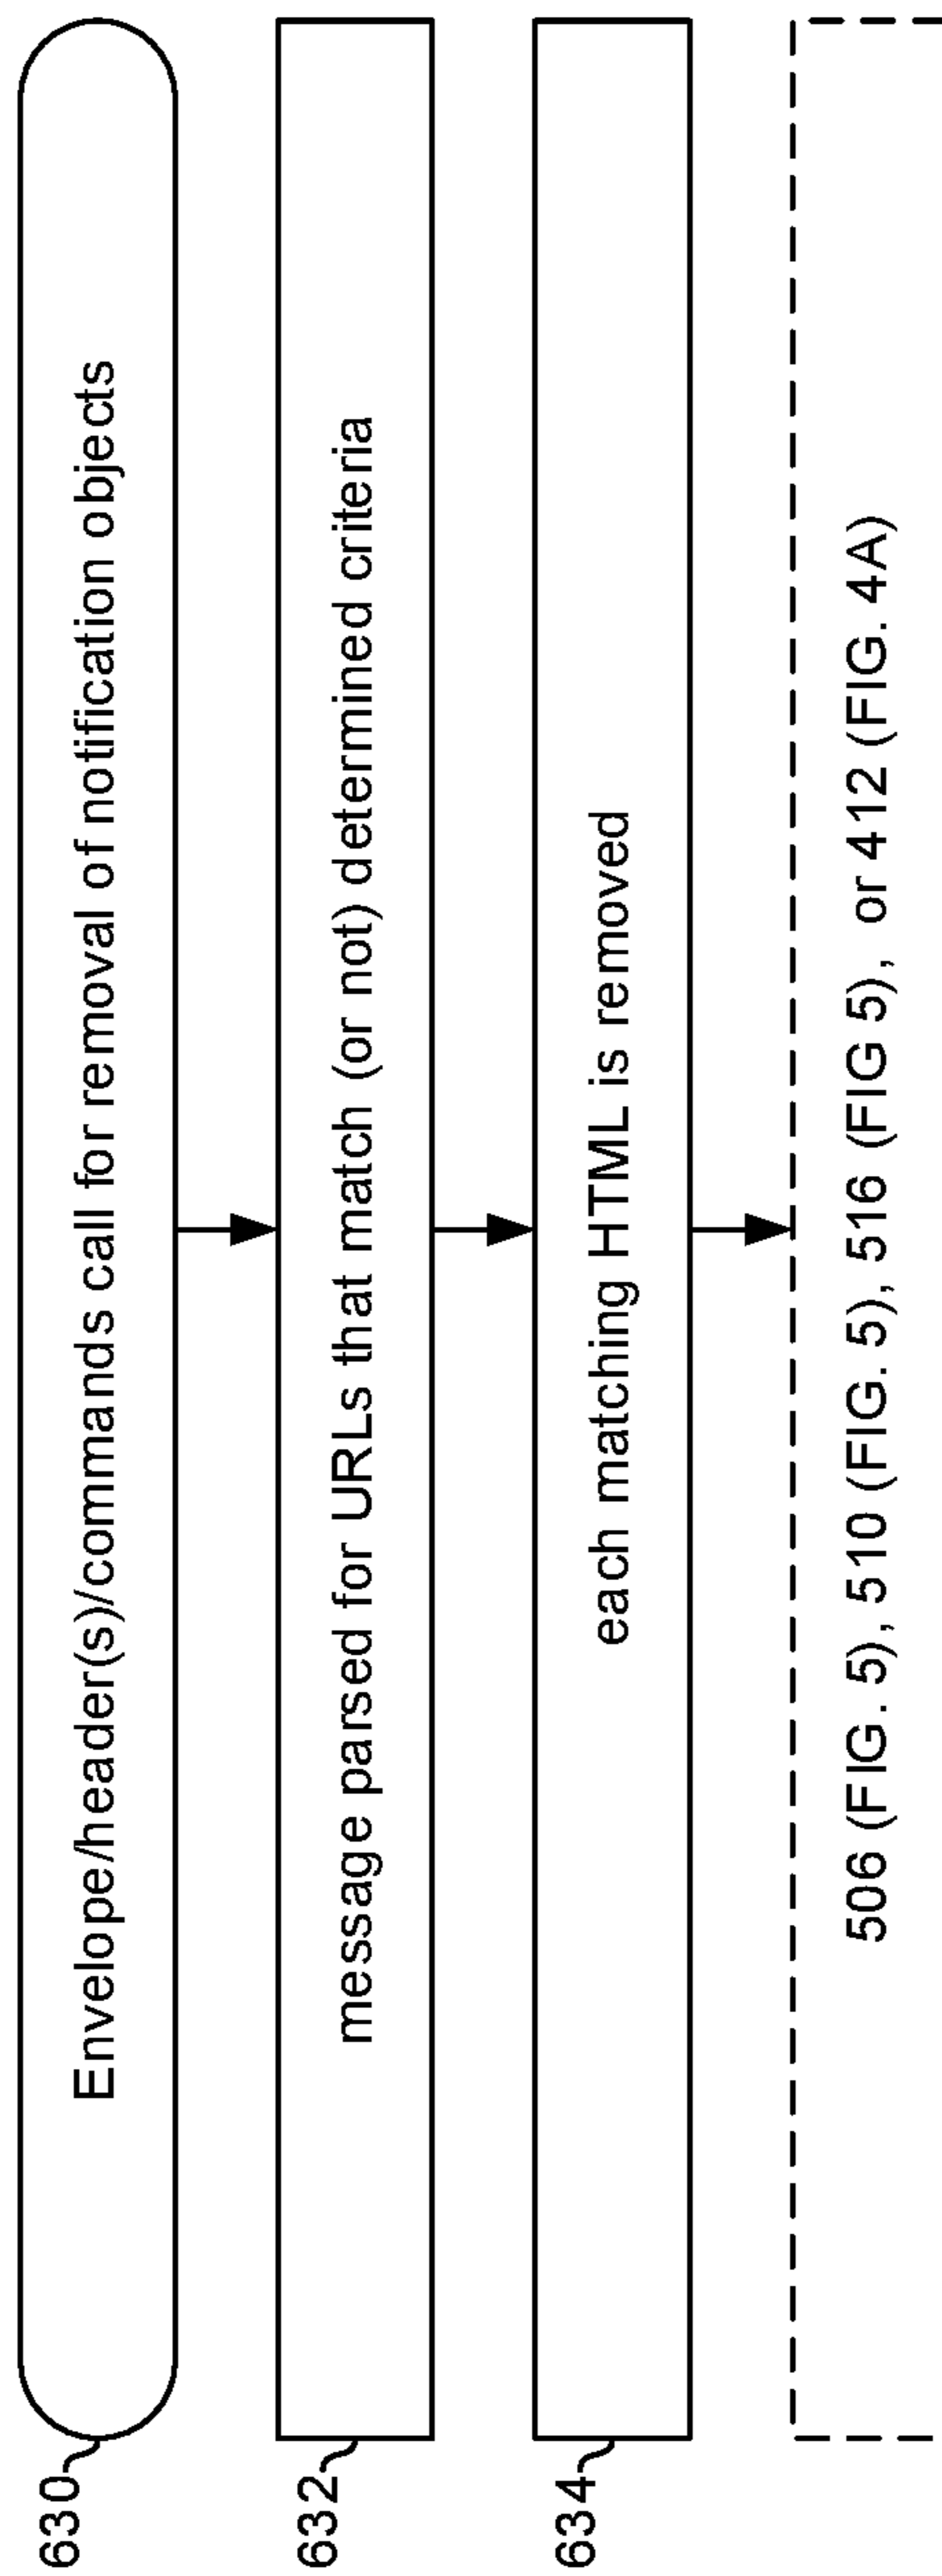 630
Envelope/header(s)/commands call for removal of notification objects
632
message parsed for URLs that match (or not) determined criteria
634
each matching HTML is removed
506 (FIG. 5), 510 (FIG. 5), 516 (FIG 5), or 412 (FIG. 4A)